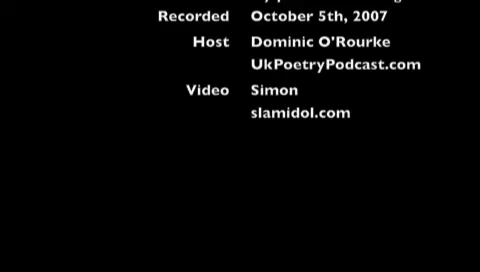 Recorded October 5th, 2007
Host Dominic O'Rourke
UkPoetryPodcast.com
Video Simon
slamidol.com